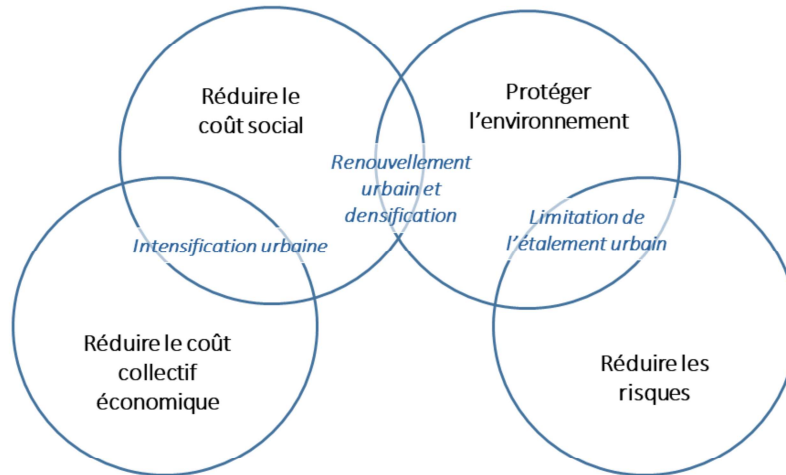 Réduire le
coût social
Protéger
l'environnement
Renouvellement
urbain et
densification
Intensification urbaine
Limitation de
l'étalement urbain
Réduire le coût
collectif
économique
Réduire les
risques